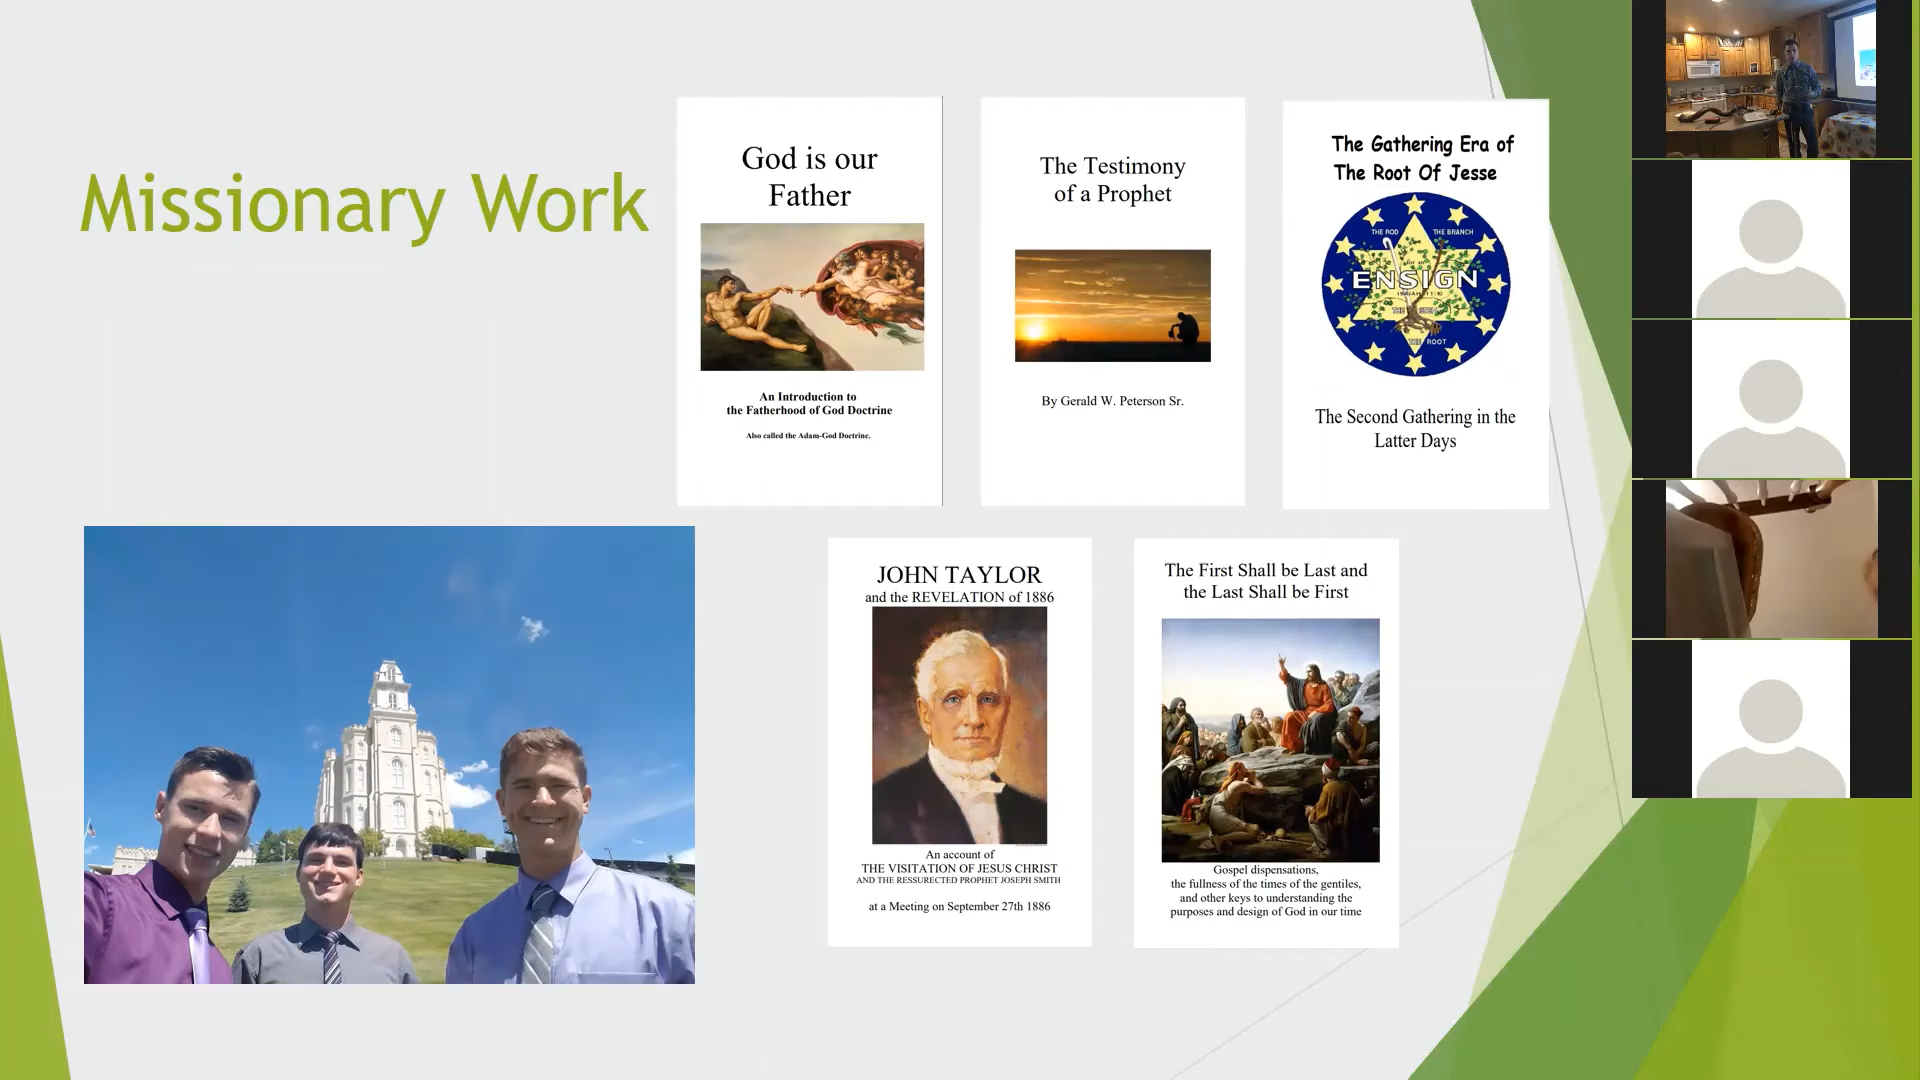 Missionary Work
God is our
Father
An Introduction to
the Fatherhood of God Doctrine
Also called the Adam-God Doctrine.
The Testimony
of a Prophet
By Gerald W. Peterson Sr.
The Gathering Era of
The Root Of Jesse
THE ROD
THE BRANCH
ENSIGN
ISAIAH 11:10
THE
ROOT
The Second Gathering in the
Latter Days
JOHN TAYLOR
and the REVELATION of 1886
An account of
THE VISITATION OF JESUS CHRIST
AND THE RESSURECTED PROPHET JOSEPH SMITH
at a Meeting on September 27th 1886
The First Shall be Last and
the Last Shall be First
Gospel dispensations,
the fullness of the times of the gentiles,
and other keys to understanding the
purposes and design of God in our time